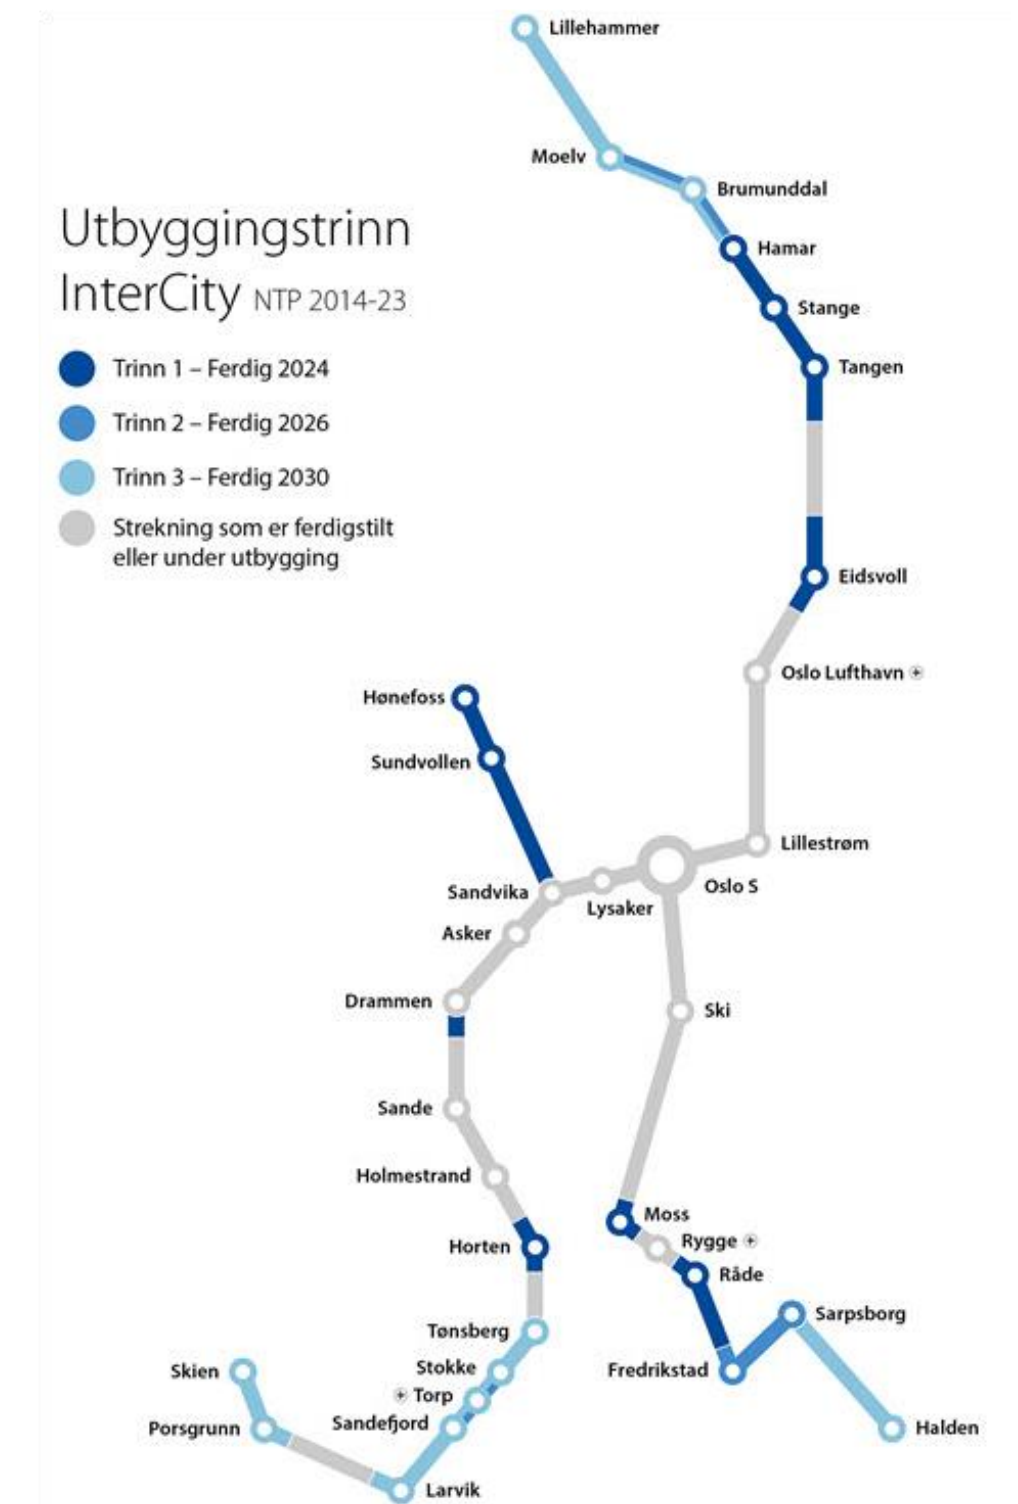 Lillehammer
Moelv
Brumunddal
Utbyggingstrinn
InterCity NTP 2014-23
Hamar
Stange
Trinn 1 – Ferdig 2024
Tangen
Trinn 2 – Ferdig 2026
Trinn 3 – Ferdig 2030
Strekning som er ferdigstilt
eller under utbygging
Eidsvoll
Oslo Lufthavn
Hønefoss
Sundvollen
Lillestrøm
Oslo S
Sandvika
Lysaker
Asker
Drammen
Ski
Sande
Holmestrand
Moss
Rygge
Horten
Råde
Sarpsborg
Tønsberg
Stokke
Skien
Fredrikstad
Torp
Sandefjord
Porsgrunn
Halden
Larvik